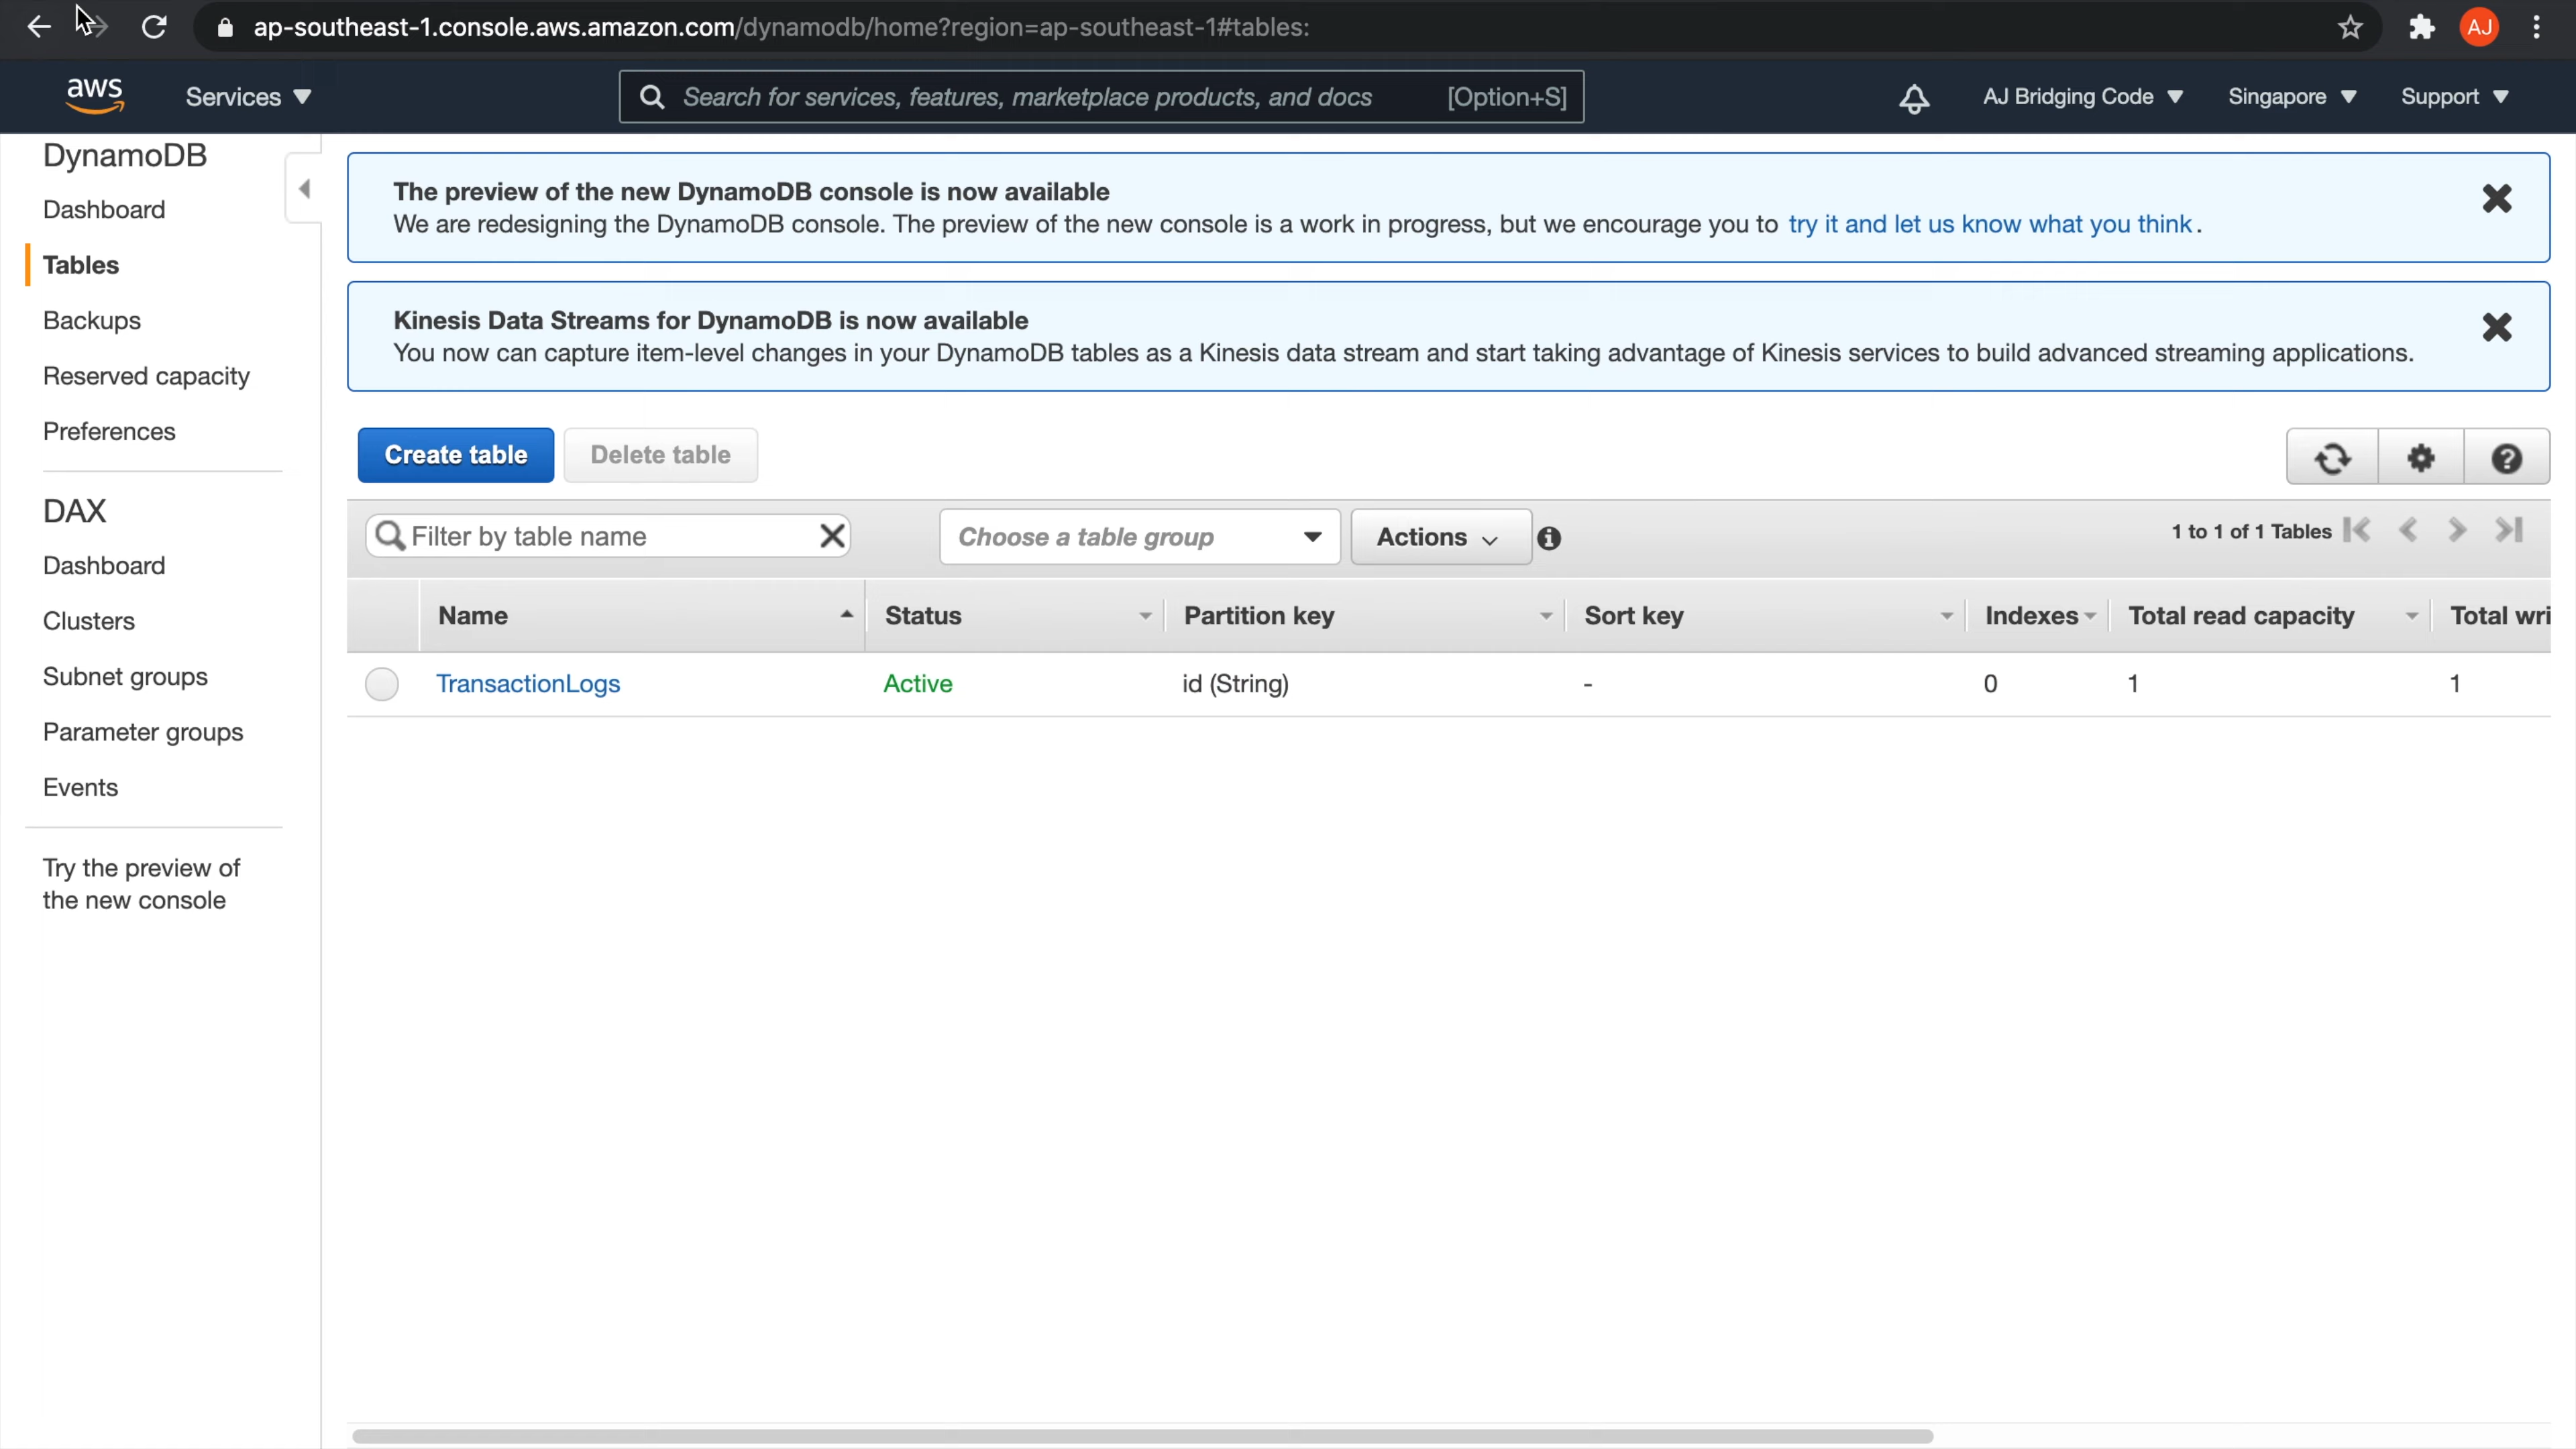 ap-southeast-1.console.aws.amazon.com/dynamodb/home?region=ap-southeast-1#tables:
AJ
aws
Services
Search for services, features, marketplace products, and docs
[Option+S]
AJ Bridging Code
Singapore
Support
DynamoDB
Dashboard
Tables
Backups
Reserved capacity
Preferences
DAX
Dashboard
Clusters
Subnet groups
Parameter groups
Events
Try the preview of
the new console
The preview of the new DynamoDB console is now available
We are redesigning the DynamoDB console. The preview of the new console is a work in progress, but we encourage you to try it and let us know what you think.
Kinesis Data Streams for DynamoDB is now available
You now can capture item-level changes in your DynamoDB tables as a Kinesis data stream and start taking advantage of Kinesis services to build advanced streaming applications.
Create table
Delete table
Filter by table name
Choose a table group
Actions
1 to 1 of 1 Tables
Name Status Partition key Sort key Indexes Total read capacity Total wri
TransactionLogs Active id (String) - 0 1 1